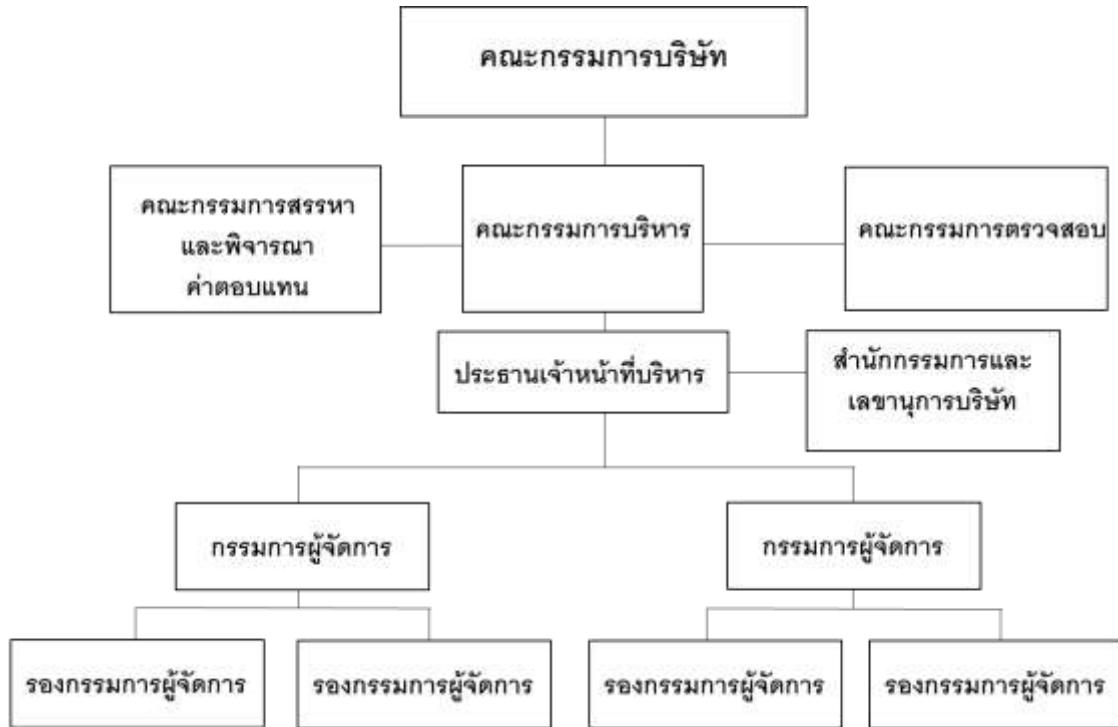 คณะกรรมการบริษัท
คณะกรรมการสรรหา
และพิจารณา
ค่าตอบแทน
คณะกรรมการบริหาร
คณะกรรมการตรวจสอบ
ประธานเจ้าหน้าที่บริหาร
สำนักกรรมการและ
เลขานุการบริษัท
กรรมการผู้จัดการ
กรรมการผู้จัดการ
รองกรรมการผู้จัดการ
รองกรรมการผู้จัดการ
รองกรรมการผู้จัดการ
รองกรรมการผู้จัดการ